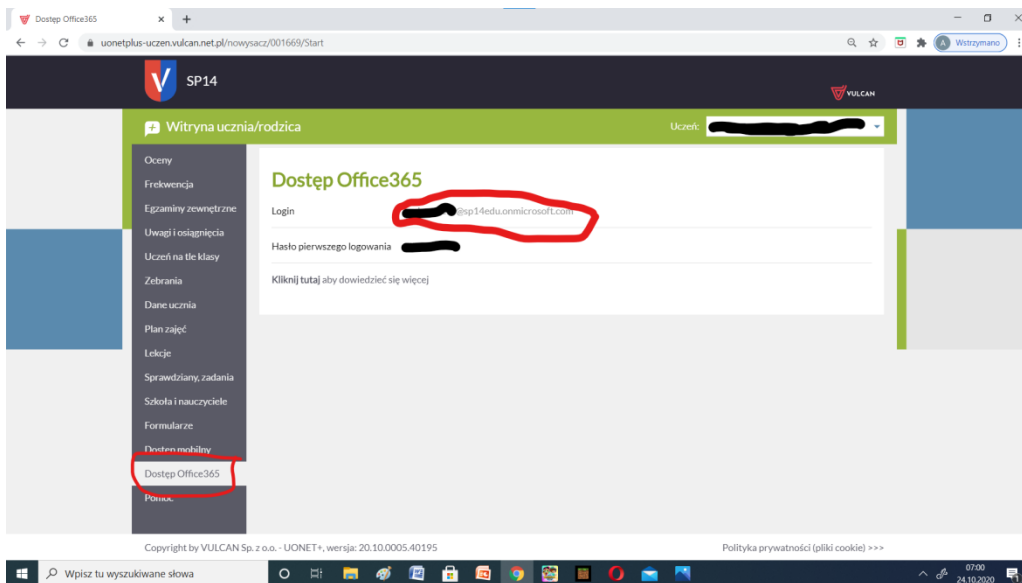 Dostęp Office365
uonetplus-uczen.vulcan.net.pl/nowysacz/001669/Start
A Wstrzymano
SP14
VULCAN
Witryna ucznia/rodzica
Uczeń:
Oceny
Frekwencja
Egzaminy zewnętrzne
Uwagi i osiągnięcia
Uczeń na tle klasy
Zebrania
Dane ucznia
Plan zajęć
Lekcje
Sprawdziany, zadania
Szkoła i nauczyciele
Formularze
Dostęp mobilny
Dostęp Office365
Pomoc
Dostęp Office365
Login
@sp14edu.onmicrosoft.com
Hasło pierwszego logowania
Kliknij tutaj aby dowiedzieć się więcej
Copyright by VULCAN Sp. z o.o. - UONET+, wersja: 20.10.0005.40195
Polityka prywatności (pliki cookie) >>>
Wpisz tu wyszukiwane słowa
07:00
24.10.2020